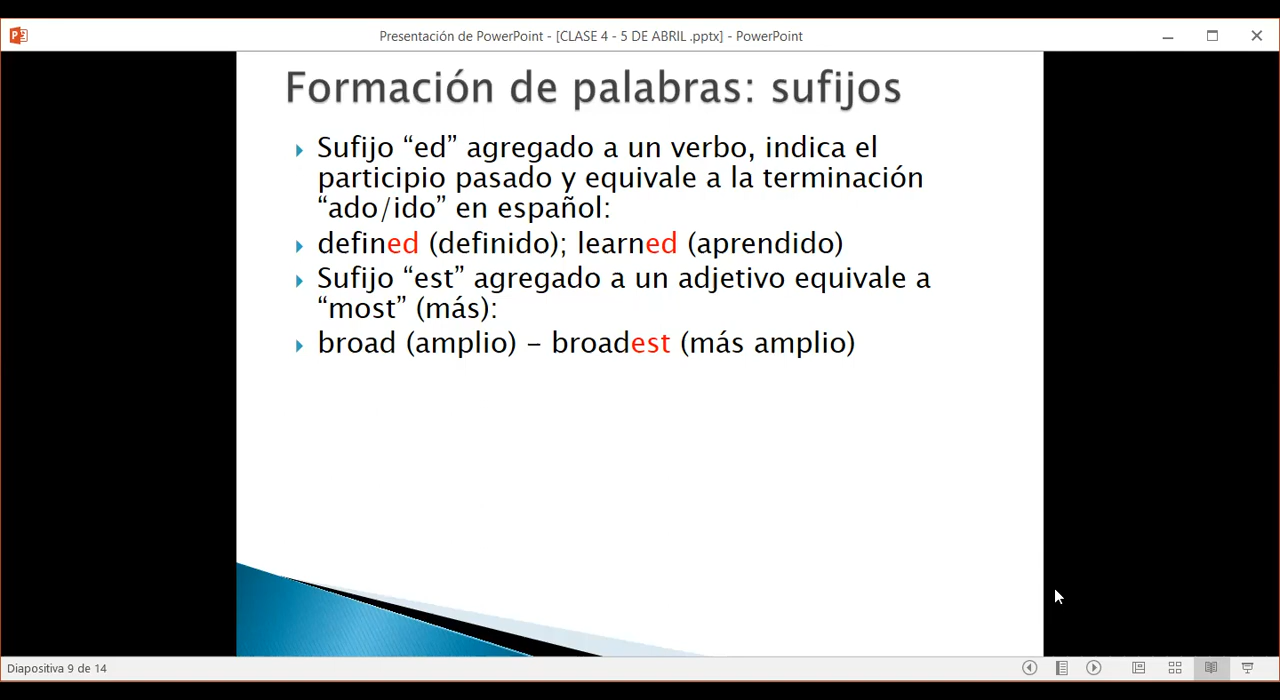 Presentación de PowerPoint - [CLASE 4 - 5 DE ABRIL .pptx] - PowerPoint
Formación de palabras: sufijos
Sufijo “ed” agregado a un verbo, indica el
participio pasado y equivale a la terminación
“ado/ido” en español:
defined (definido); learned (aprendido)
Sufijo “est” agregado a un adjetivo equivale a
“most” (más):
broad (amplio) – broadest (más amplio)
Diapositiva 9 de 14